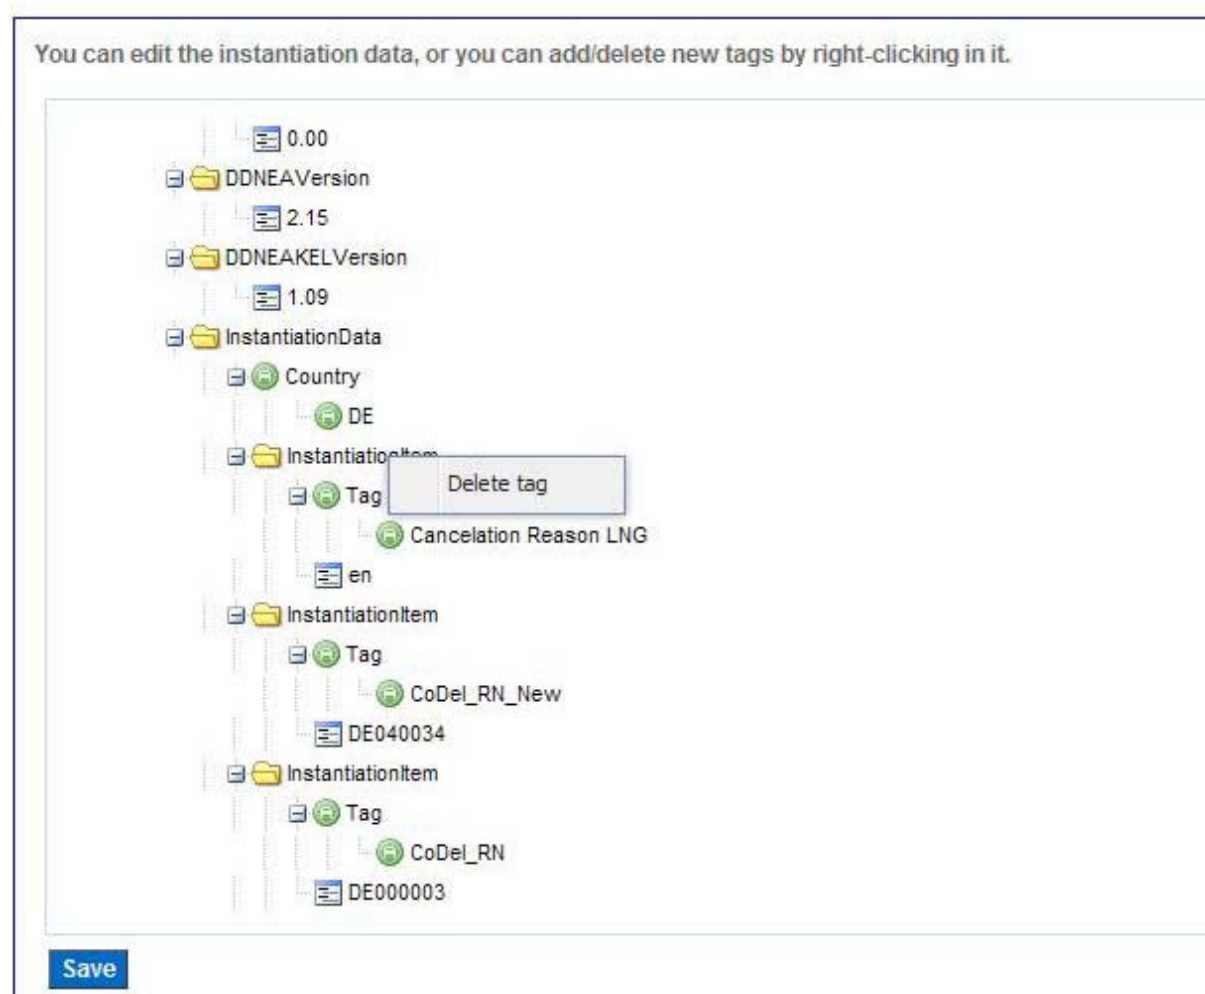 You can edit the instantiation data, or you can add/delete new tags by right-clicking in it.
0.00
DDNEAVersion
2.15
DDNEAKELVersion
1.09
InstantiationData
Country
DE
InstantiationItem
Delete tag
Tag
Cancelation Reason LNG
en
InstantiationItem
Tag
CoDel_RN_New
DE040034
InstantiationItem
Tag
CoDel_RN
DE000003
Save